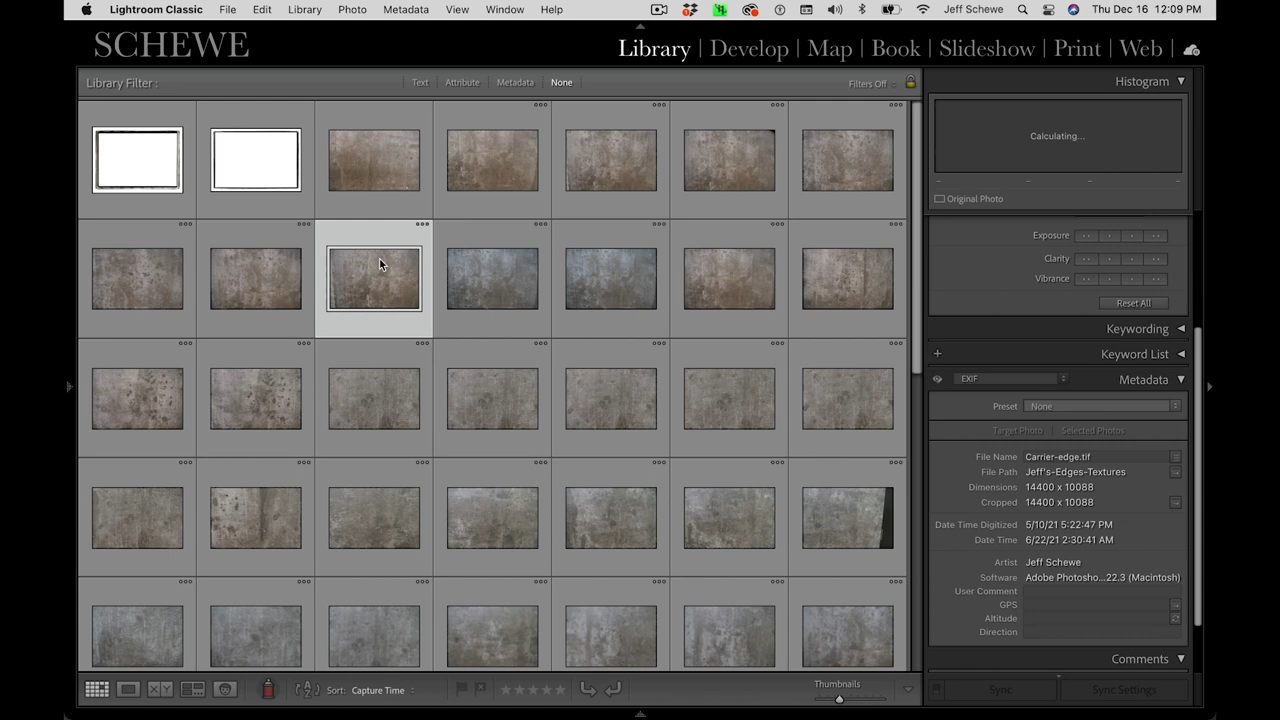 Lightroom Classic File Edit Library Photo Metadata View Window Help Jeff Schewe Thu Dec 16 12:09 PM
SCHEWE
Library | Develop | Map | Book | Slideshow | Print | Web
Library Filter : Text Attribute Metadata None Filters Off
Histogram
Calculating...
Original Photo
Exposure
Clarity
Vibrance
Reset All
Keywording
Keyword List
EXIF Metadata
Preset None
Target Photo Selected Photos
File Name Carrier-edge.tif
File Path Jeff's-Edges-Textures
Dimensions 14400 x 10088
Cropped 14400 x 10088
Date Time Digitized 5/10/21 5:22:47 PM
Date Time 6/22/21 2:30:41 AM
Artist Jeff Schewe
Software Adobe Photosho...22.3 (Macintosh)
User Comment
GPS
Altitude
Direction
Comments
Sort: Capture Time
Thumbnails
Sync Sync Settings